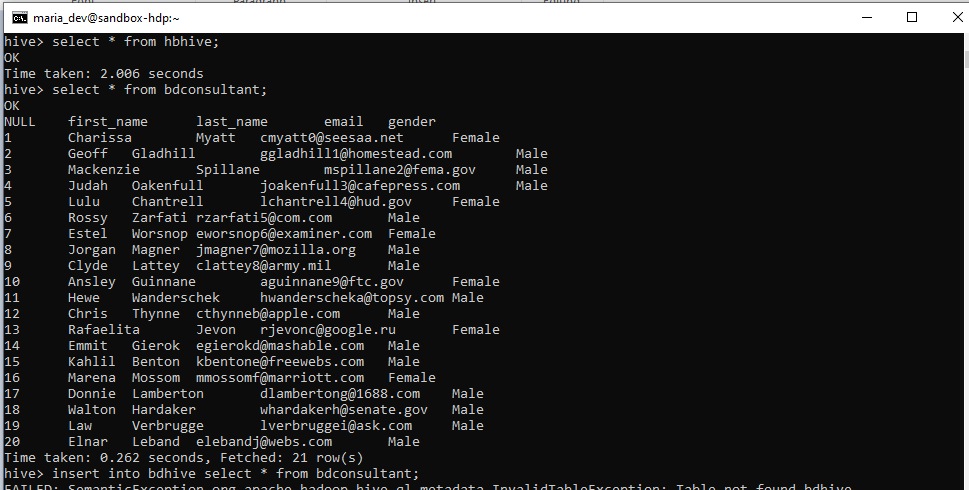 maria_dev@sandbox-hdp:~
hive> select * from hbhive;
OK
Time taken: 2.006 seconds
hive> select * from bdconsultant;
OK
NULL first_name last_name email gender
1 Charissa Myatt cmyatt0@seesaa.net Female
2 Geoff Gladhill ggladhill1@homestead.com Male
3 Mackenzie Spillane mspillane2@fema.gov Male
4 Judah Oakenfull joakenfull3@cafepress.com Male
5 Lulu Chantrell lchantrell4@hud.gov Female
6 Rossy Zarfati rzarfati5@com.com Male
7 Estel Worsnop eworsnop6@examiner.com Female
8 Jorgan Magner jmagner7@mozilla.org Male
9 Clyde Lattey clattey8@army.mil Male
10 Ansley Guinnane aguinnane9@ftc.gov Female
11 Hewe Wanderschek hwanderscheka@topsy.com Male
12 Chris Thynne cthynneb@apple.com Male
13 Rafaelita Jevon rjevonc@google.ru Female
14 Emmit Gierok egierokd@mashable.com Male
15 Kahlil Benton kbentone@freewebs.com Male
16 Marena Mossom mmossomf@marriott.com Female
17 Donnie Lamberton dlambertong@1688.com Male
18 Walton Hardaker whardakerh@senate.gov Male
19 Law Verbrugge lverbruggei@ask.com Male
20 Elnar Leband elebandj@webs.com Male
Time taken: 0.262 seconds, Fetched: 21 row(s)
hive> insert into bdhive select * from bdconsultant;
FAILED: SemanticException org.apache.hadoop.hive.ql.metadata.InvalidTableException: Table not found bdhive